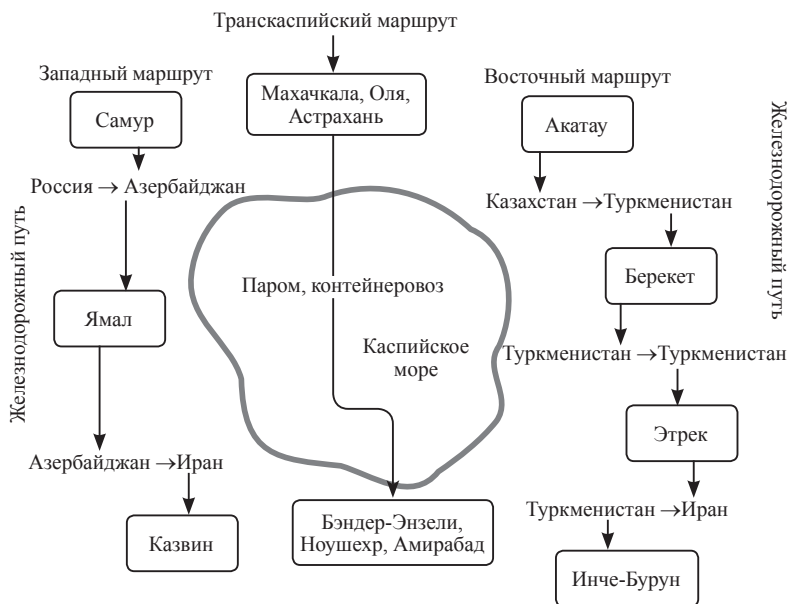 Транскаспийский маршрут
Западный маршрут
Восточный маршрут
Махачкала, Оля,
Астрахань
Самур
Акатау
Россия → Азербайджан
Казахстан →Туркменистан
Железнодорожный путь
Железнодорожный путь
Паром, контейнеровоз
Каспийское
море
Ямал
Берекет
Туркменистан →Туркменистан
Этрек
Азербайджан →Иран
Туркменистан →Иран
Казвин
Бэндер-Энзели,
Ноушехр, Амирабад
Инче-Бурун